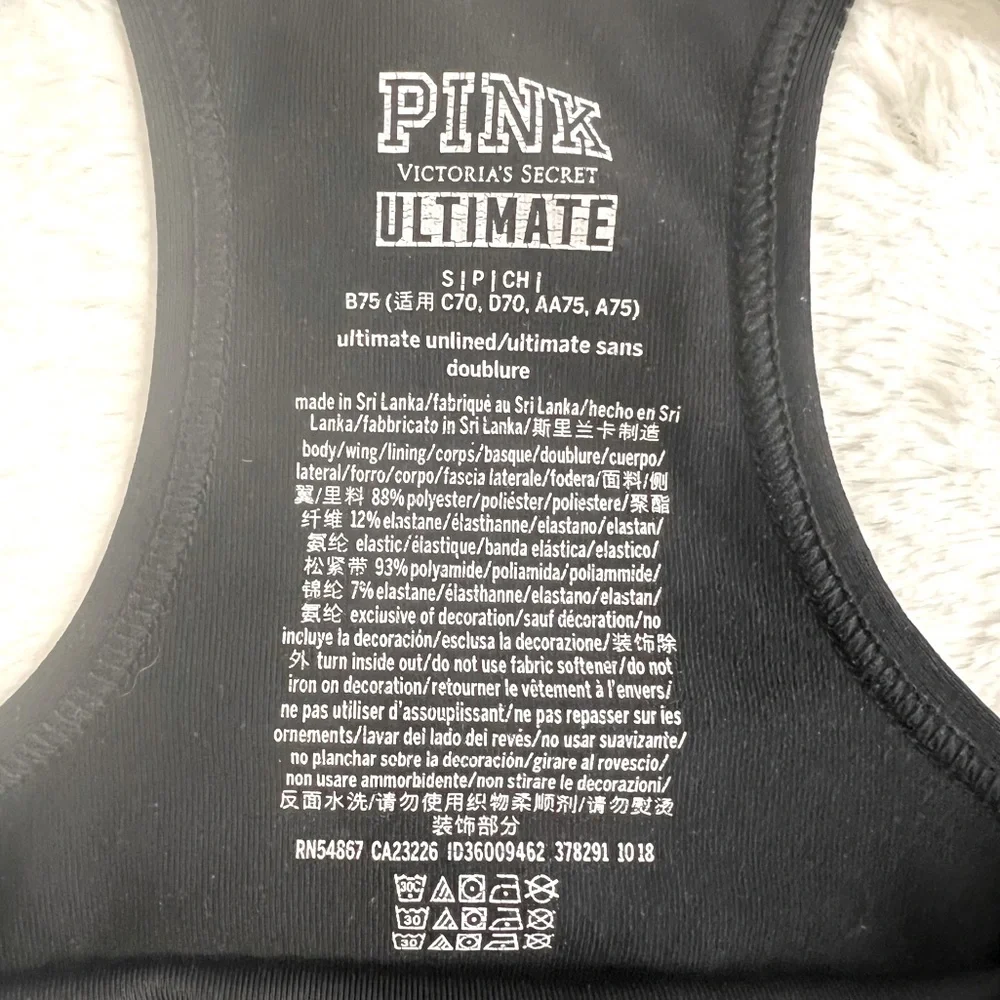 PINK
VICTORIA'S SECRET
ULTIMATE
S | P | CH |
B75 (适用 C70, D70, AA75, A75)
ultimate unlined/ultimate sans
doublure
made in Sri Lanka/fabriqué au Sri Lanka/hecho en Sri
Lanka/fabbricato in Sri Lanka/斯里兰卡制造
body/wing/lining/corps/basque/doublure/cuerpo/
lateral/forro/corpo/fascia laterale/fodera/面料/侧
翼/里料 88% polyester/poliéster/poliestere/聚酯
纤维 12% elastane/élasthanne/elastano/elastan/
氨纶 elastic/élastique/banda elástica/elastico/
松紧带 93% polyamide/poliamida/poliammide/
锦纶 7% elastane/élasthanne/elastano/elastan/
氨纶 exclusive of decoration/sauf décoration/no
incluye la decoración/esclusa la decorazione/装饰除
外 turn inside out/do not use fabric softener/do not
iron on decoration/retourner le vêtement à l'envers/
ne pas utiliser d'assouplissant/ne pas repasser sur les
ornements/lavar del lado del revés/no usar suavizante/
no planchar sobre la decoración/girare al rovescio/
non usare ammorbidente/non stirare le decorazioni/
反面水洗/请勿使用织物柔顺剂/请勿熨烫
装饰部分
RN54867 CA23226 ID36009462 378291 10 18
30C
30
30